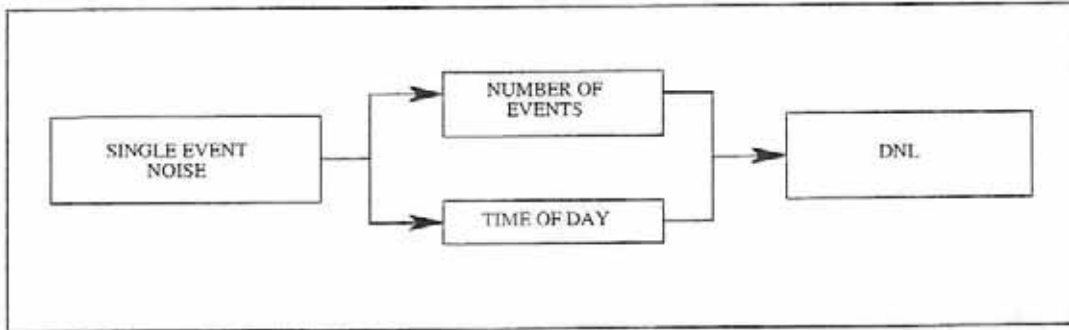 SINGLE EVENT
NOISE
NUMBER OF
EVENTS
TIME OF DAY
DNL